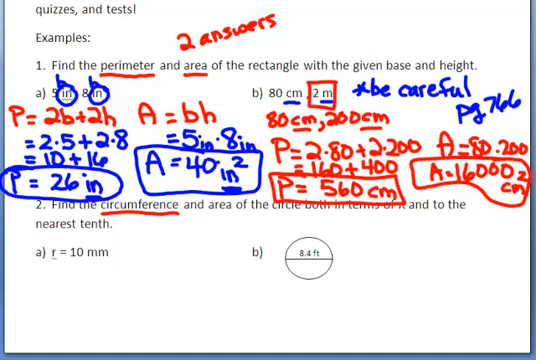 quizzes, and tests!
2 answers
Examples:
1. Find the perimeter and area of the rectangle with the given base and height.
b h
a) 5 in, 8 in
P = 2b + 2h
= 2·5 + 2·8
= 10 + 16
P = 26 in
A = bh
= 5in · 8in
A = 40 in²
b) 80 cm, 2 m
*be careful
pg 766
80 cm, 200 cm
P = 2·80 + 2·200
= 160 + 400
P = 560 cm
A = 80·200
A = 16000 cm²
2. Find the circumference and area of the circle both in terms of π and to the
nearest tenth.
a) r = 10 mm
b)
8.4 ft